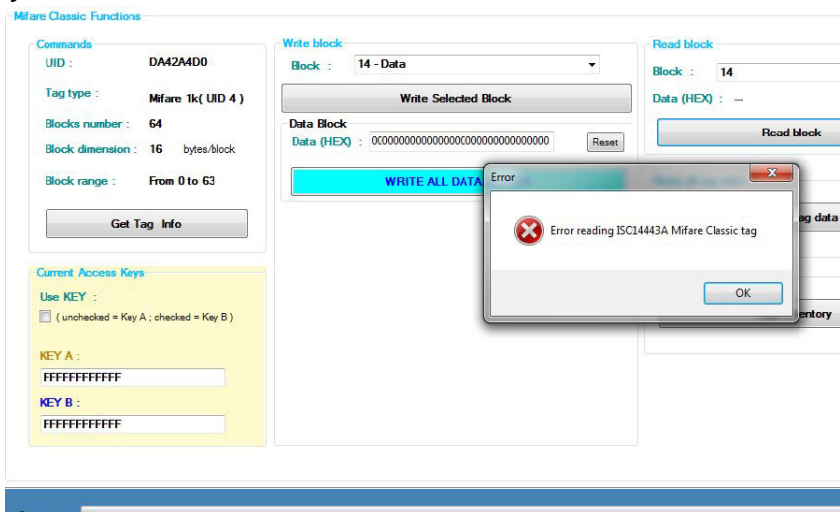 Mifare Classic Functions
Commands
UID : DA42A4D0
Tag type : Mifare 1k( UID 4 )
Blocks number : 64
Block dimension : 16 bytes/block
Block range : From 0 to 63
Get Tag Info
Current Access Keys
Use KEY :
( unchecked = Key A ; checked = Key B )
KEY A :
FFFFFFFFFFFF
KEY B :
FFFFFFFFFFFF
Write block
Block : 14 - Data
Write Selected Block
Data Block
Data (HEX) :
Reset
WRITE ALL DATA
Read block
Block : 14
Data (HEX) : --
Read block
ag data
entory
Error
Error reading ISC14443A Mifare Classic tag
OK